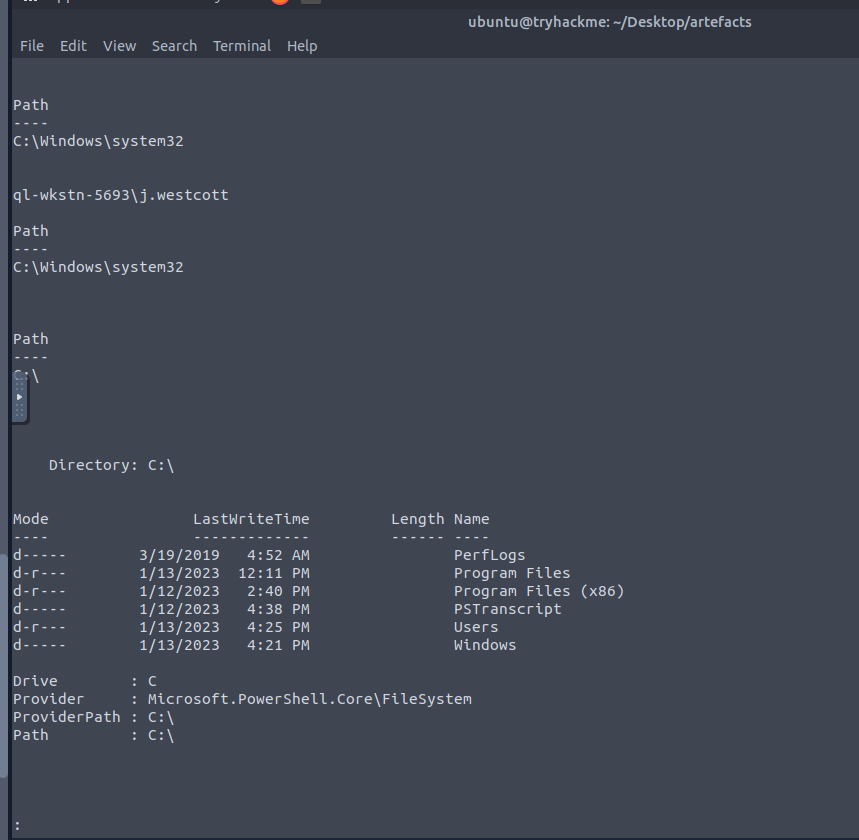 ubuntu@tryhackme: ~/Desktop/artefacts
File Edit View Search Terminal Help
Path
----
C:\Windows\system32
ql-wkstn-5693\j.westcott
Path
----
C:\Windows\system32
Path
----
C:\
    Directory: C:\
Mode                LastWriteTime         Length Name
----                -------------         ------ ----
d-----        3/19/2019   4:52 AM                PerfLogs
d-r---        1/13/2023  12:11 PM                Program Files
d-r---        1/12/2023   2:40 PM                Program Files (x86)
d-----        1/12/2023   4:38 PM                PSTranscript
d-r---        1/13/2023   4:25 PM                Users
d-----        1/13/2023   4:21 PM                Windows
Drive        : C
Provider     : Microsoft.PowerShell.Core\FileSystem
ProviderPath : C:\
Path         : C:\
: